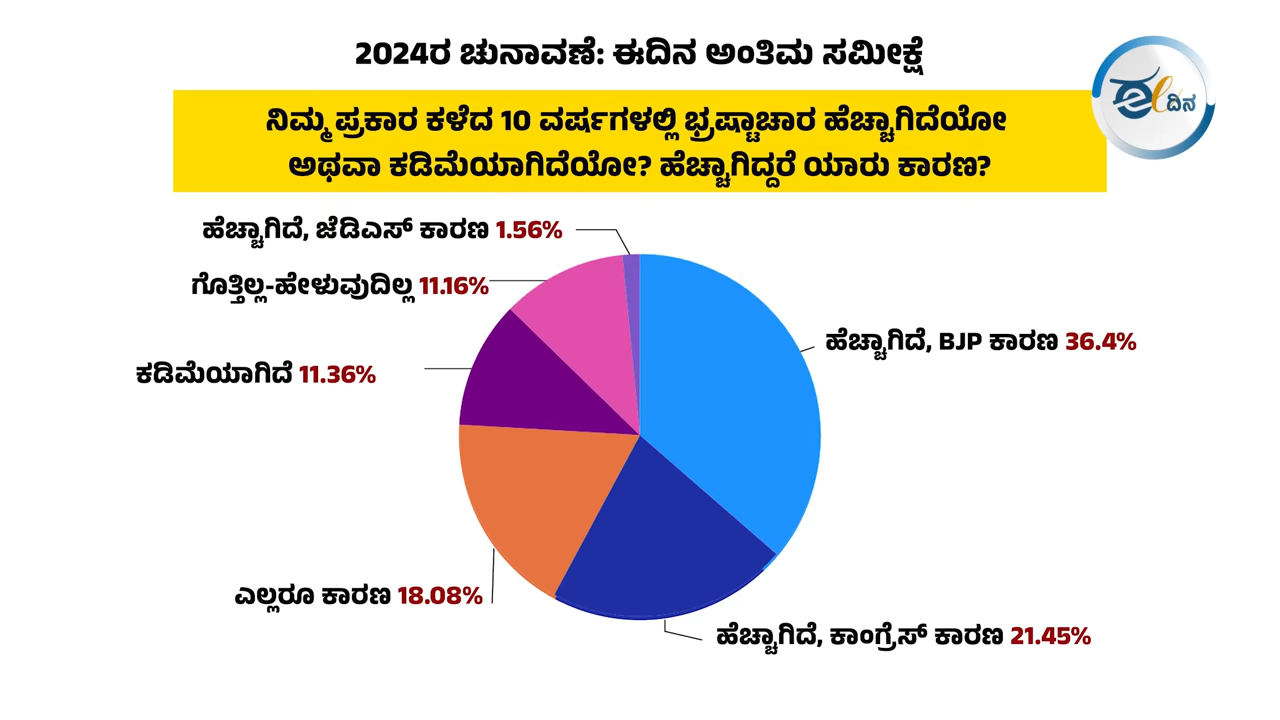 2024ರ ಚುನಾವಣೆ: ಈದಿನ ಅಂತಿಮ ಸಮೀಕ್ಷೆ
ಈದಿನ
ನಿಮ್ಮ ಪ್ರಕಾರ ಕಳೆದ 10 ವರ್ಷಗಳಲ್ಲಿ ಭ್ರಷ್ಟಾಚಾರ ಹೆಚ್ಚಾಗಿದೆಯೋ
ಅಥವಾ ಕಡಿಮೆಯಾಗಿದೆಯೋ? ಹೆಚ್ಚಾಗಿದ್ದರೆ ಯಾರು ಕಾರಣ?
ಹೆಚ್ಚಾಗಿದೆ, ಜೆಡಿಎಸ್ ಕಾರಣ 1.56%
ಗೊತ್ತಿಲ್ಲ-ಹೇಳುವುದಿಲ್ಲ 11.16%
ಹೆಚ್ಚಾಗಿದೆ, BJP ಕಾರಣ 36.4%
ಕಡಿಮೆಯಾಗಿದೆ 11.36%
ಎಲ್ಲರೂ ಕಾರಣ 18.08%
ಹೆಚ್ಚಾಗಿದೆ, ಕಾಂಗ್ರೆಸ್ ಕಾರಣ 21.45%